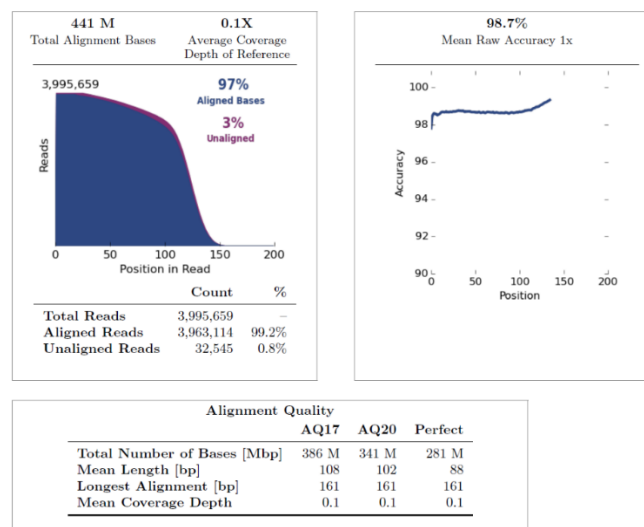 441 M
Total Alignment Bases
0.1X
Average Coverage
Depth of Reference
3,995,659
97%
Aligned Bases
3%
Unaligned
Reads
0 50 100 150 200
Position in Read
Count %
Total Reads 3,995,659 –
Aligned Reads 3,963,114 99.2%
Unaligned Reads 32,545 0.8%
98.7%
Mean Raw Accuracy 1x
100
98
96
94
92
90
Accuracy
0 50 100 150 200
Position
Alignment Quality
AQ17 AQ20 Perfect
Total Number of Bases [Mbp] 386 M 341 M 281 M
Mean Length [bp] 108 102 88
Longest Alignment [bp] 161 161 161
Mean Coverage Depth 0.1 0.1 0.1